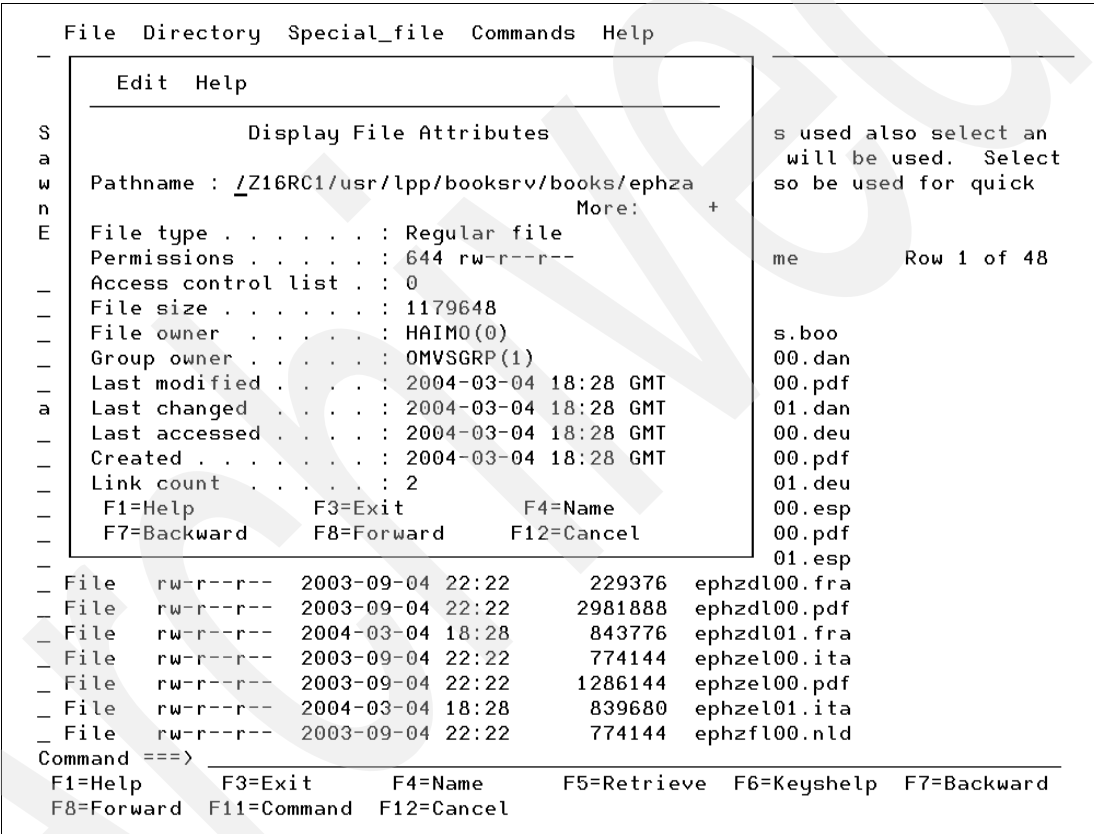 File  Directory  Special_file  Commands  Help
Edit  Help
S  Display File Attributes  s used also select an
a  will be used.  Select
w  Pathname : /Z16RC1/usr/lpp/booksrv/books/ephza  so be used for quick
n  More:  +
E  File type . . . . . . : Regular file
Permissions . . . . . : 644 rw-r--r--  me  Row 1 of 48
_  Access control list . : 0
_  File size . . . . . . : 1179648
_  File owner  . . . . . : HAIMO(0)  s.boo
_  Group owner . . . . . : OMVSGRP(1)  00.dan
_  Last modified . . . . : 2004-03-04 18:28 GMT  00.pdf
a  Last changed  . . . . : 2004-03-04 18:28 GMT  01.dan
_  Last accessed . . . . : 2004-03-04 18:28 GMT  00.deu
_  Created . . . . . . . : 2004-03-04 18:28 GMT  00.pdf
_  Link count  . . . . . : 2  01.deu
_  F1=Help  F3=Exit  F4=Name  00.esp
_  F7=Backward  F8=Forward  F12=Cancel  00.pdf
_  01.esp
_ File  rw-r--r--  2003-09-04 22:22  229376  ephzdl00.fra
_ File  rw-r--r--  2003-09-04 22:22  2981888  ephzdl00.pdf
_ File  rw-r--r--  2004-03-04 18:28  843776  ephzdl01.fra
_ File  rw-r--r--  2003-09-04 22:22  774144  ephzel00.ita
_ File  rw-r--r--  2003-09-04 22:22  1286144  ephzel00.pdf
_ File  rw-r--r--  2004-03-04 18:28  839680  ephzel01.ita
_ File  rw-r--r--  2003-09-04 22:22  774144  ephzfl00.nld
Command ===>
F1=Help  F3=Exit  F4=Name  F5=Retrieve  F6=Keyshelp  F7=Backward
F8=Forward  F11=Command  F12=Cancel